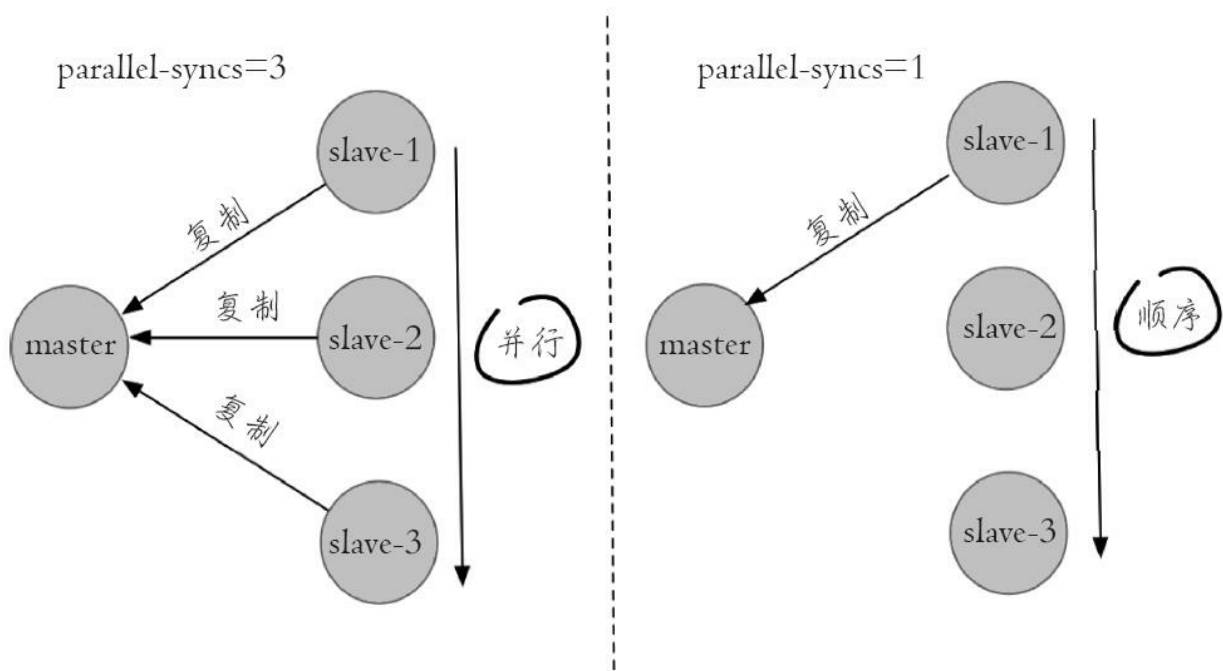 parallel-syncs=3
slave-1
复制
复制
slave-2
master
并行
复制
slave-3
parallel-syncs=1
slave-1
复制
slave-2
master
顺序
slave-3